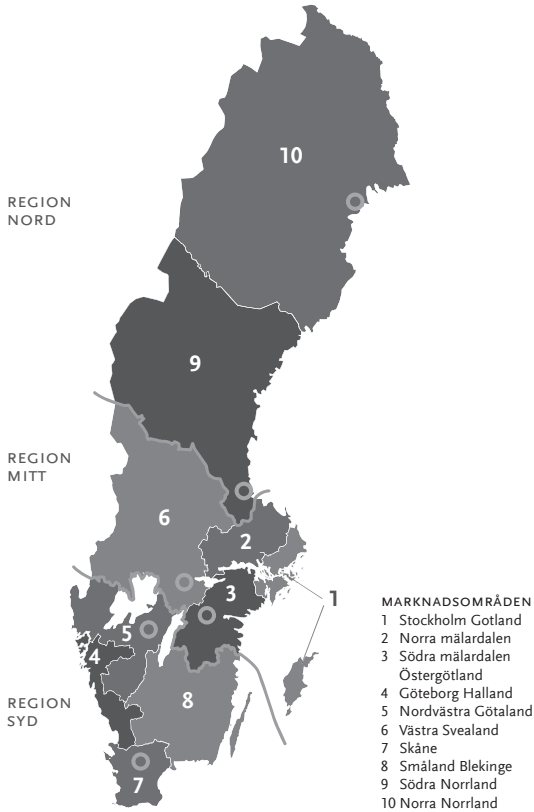 10
REGION
NORD
9
REGION
MITT
6
2
3
1
5
4
REGION
SYD
8
7
MARKNADSOMRÅDEN
1 Stockholm Gotland
2 Norra mälardalen
3 Södra mälardalen
Östergötland
4 Göteborg Halland
5 Nordvästra Götaland
6 Västra Svealand
7 Skåne
8 Småland Blekinge
9 Södra Norrland
10 Norra Norrland